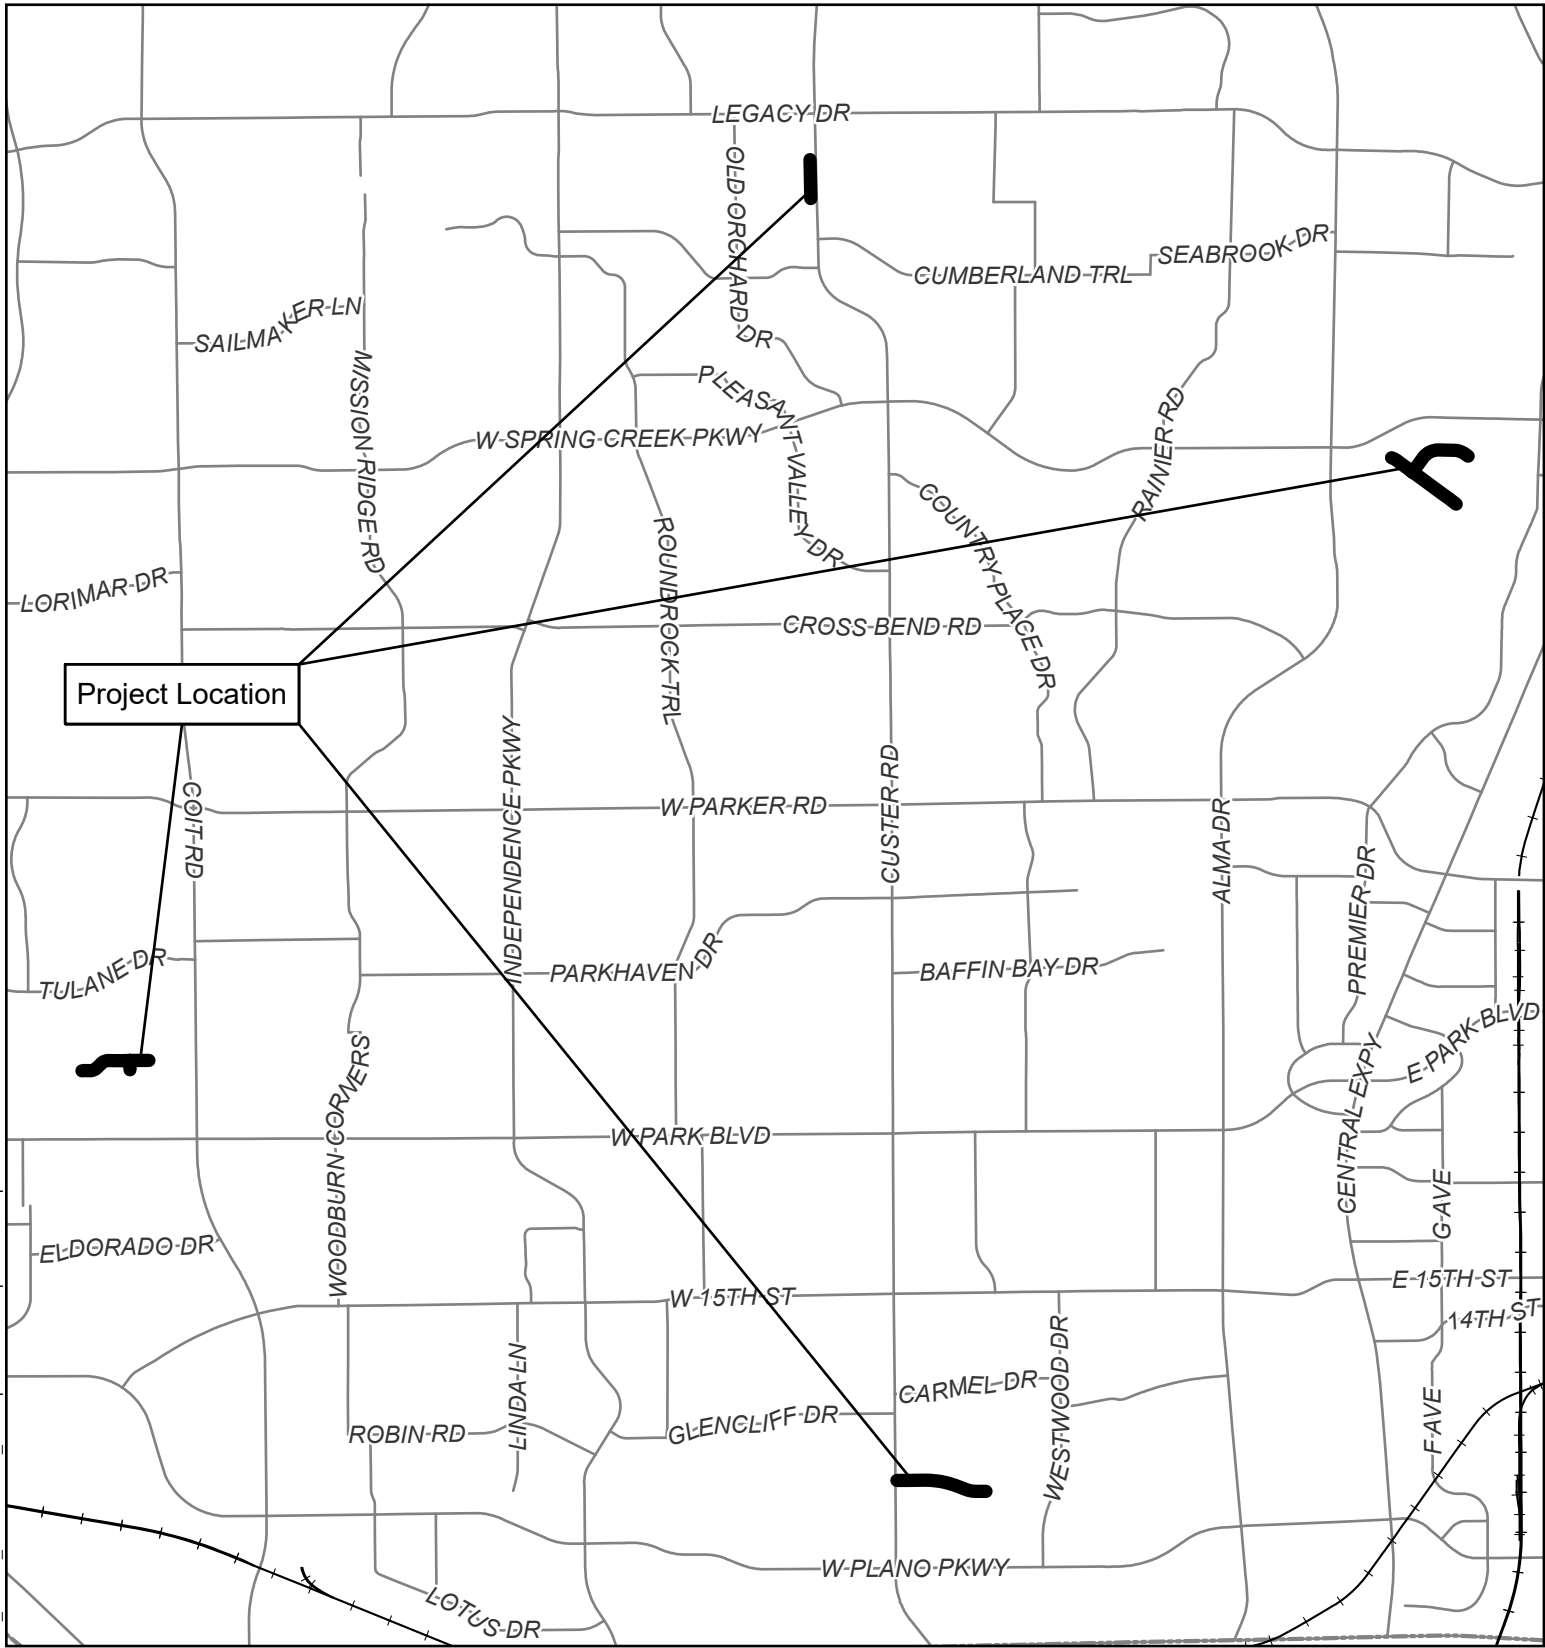 LEGACY DR
OLD ORCHARD DR
CUMBERLAND TRL
SEABROOK DR
SAILMAKER LN
MISSION RIDGE RD
PLEASANT VALLEY DR
W SPRING CREEK PKWY
RAINIER RD
COUNTRY PLACE DR
ROUNDROCK TRL
LORIMAR DR
CROSS BEND RD
Project Location
INDEPENDENCE PKWY
CUSTER RD
COIT RD
W PARKER RD
ALMA DR
PREMIER DR
TULANE DR
PARKHAVEN DR
BAFFIN BAY DR
E PARK BLVD
WOODBURN CORNERS
CENTRAL EXPY
W PARK BLVD
G AVE
ELDORADO DR
E 15TH ST
W 15TH ST
14TH ST
LINDA LN
WESTWOOD DR
CARMEL DR
F AVE
ROBIN RD
GLENCLIFF DR
W PLANO PKWY
LOTUS DR